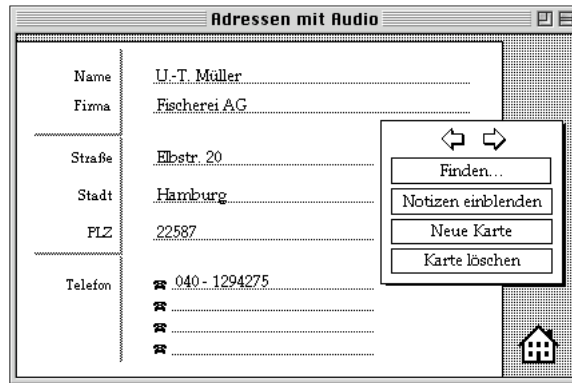 Adressen mit Audio
Name U.-T. Müller
Firma Fischerei AG
Straße Elbstr. 20
Stadt Hamburg
PLZ 22587
Telefon 040 - 1294275
Finden...
Notizen einblenden
Neue Karte
Karte löschen